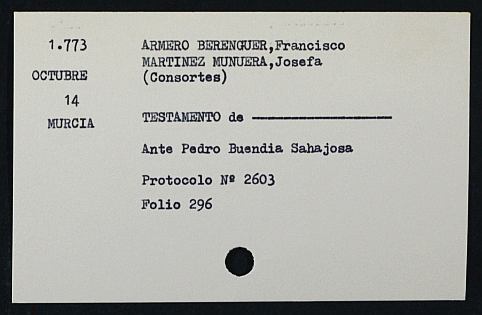 1.773
OCTUBRE
14
MURCIA
ARMERO BERENGUER,Francisco
MARTINEZ MUNUERA,Josefa
(Consortes)
TESTAMENTO de ————————————
Ante Pedro Buendia Sahajosa
Protocolo Nº 2603
Folio 296